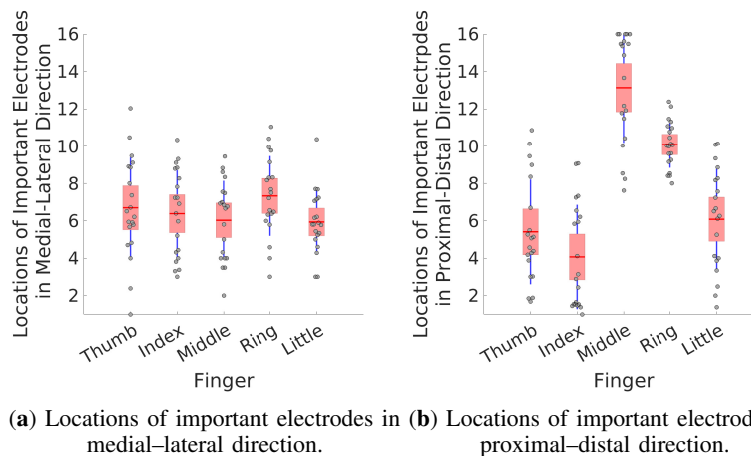 Locations of Important Electrodes
in Medial-Lateral Direction
16
14
12
10
8
6
4
2
Thumb
Index
Middle
Ring
Little
Finger
Locations of Important Electrpdes
in Proximal-Distal Direction
16
14
12
10
8
6
4
2
Thumb
Index
Middle
Ring
Little
Finger
(a) Locations of important electrodes in
medial–lateral direction.
(b) Locations of important electrod
proximal–distal direction.